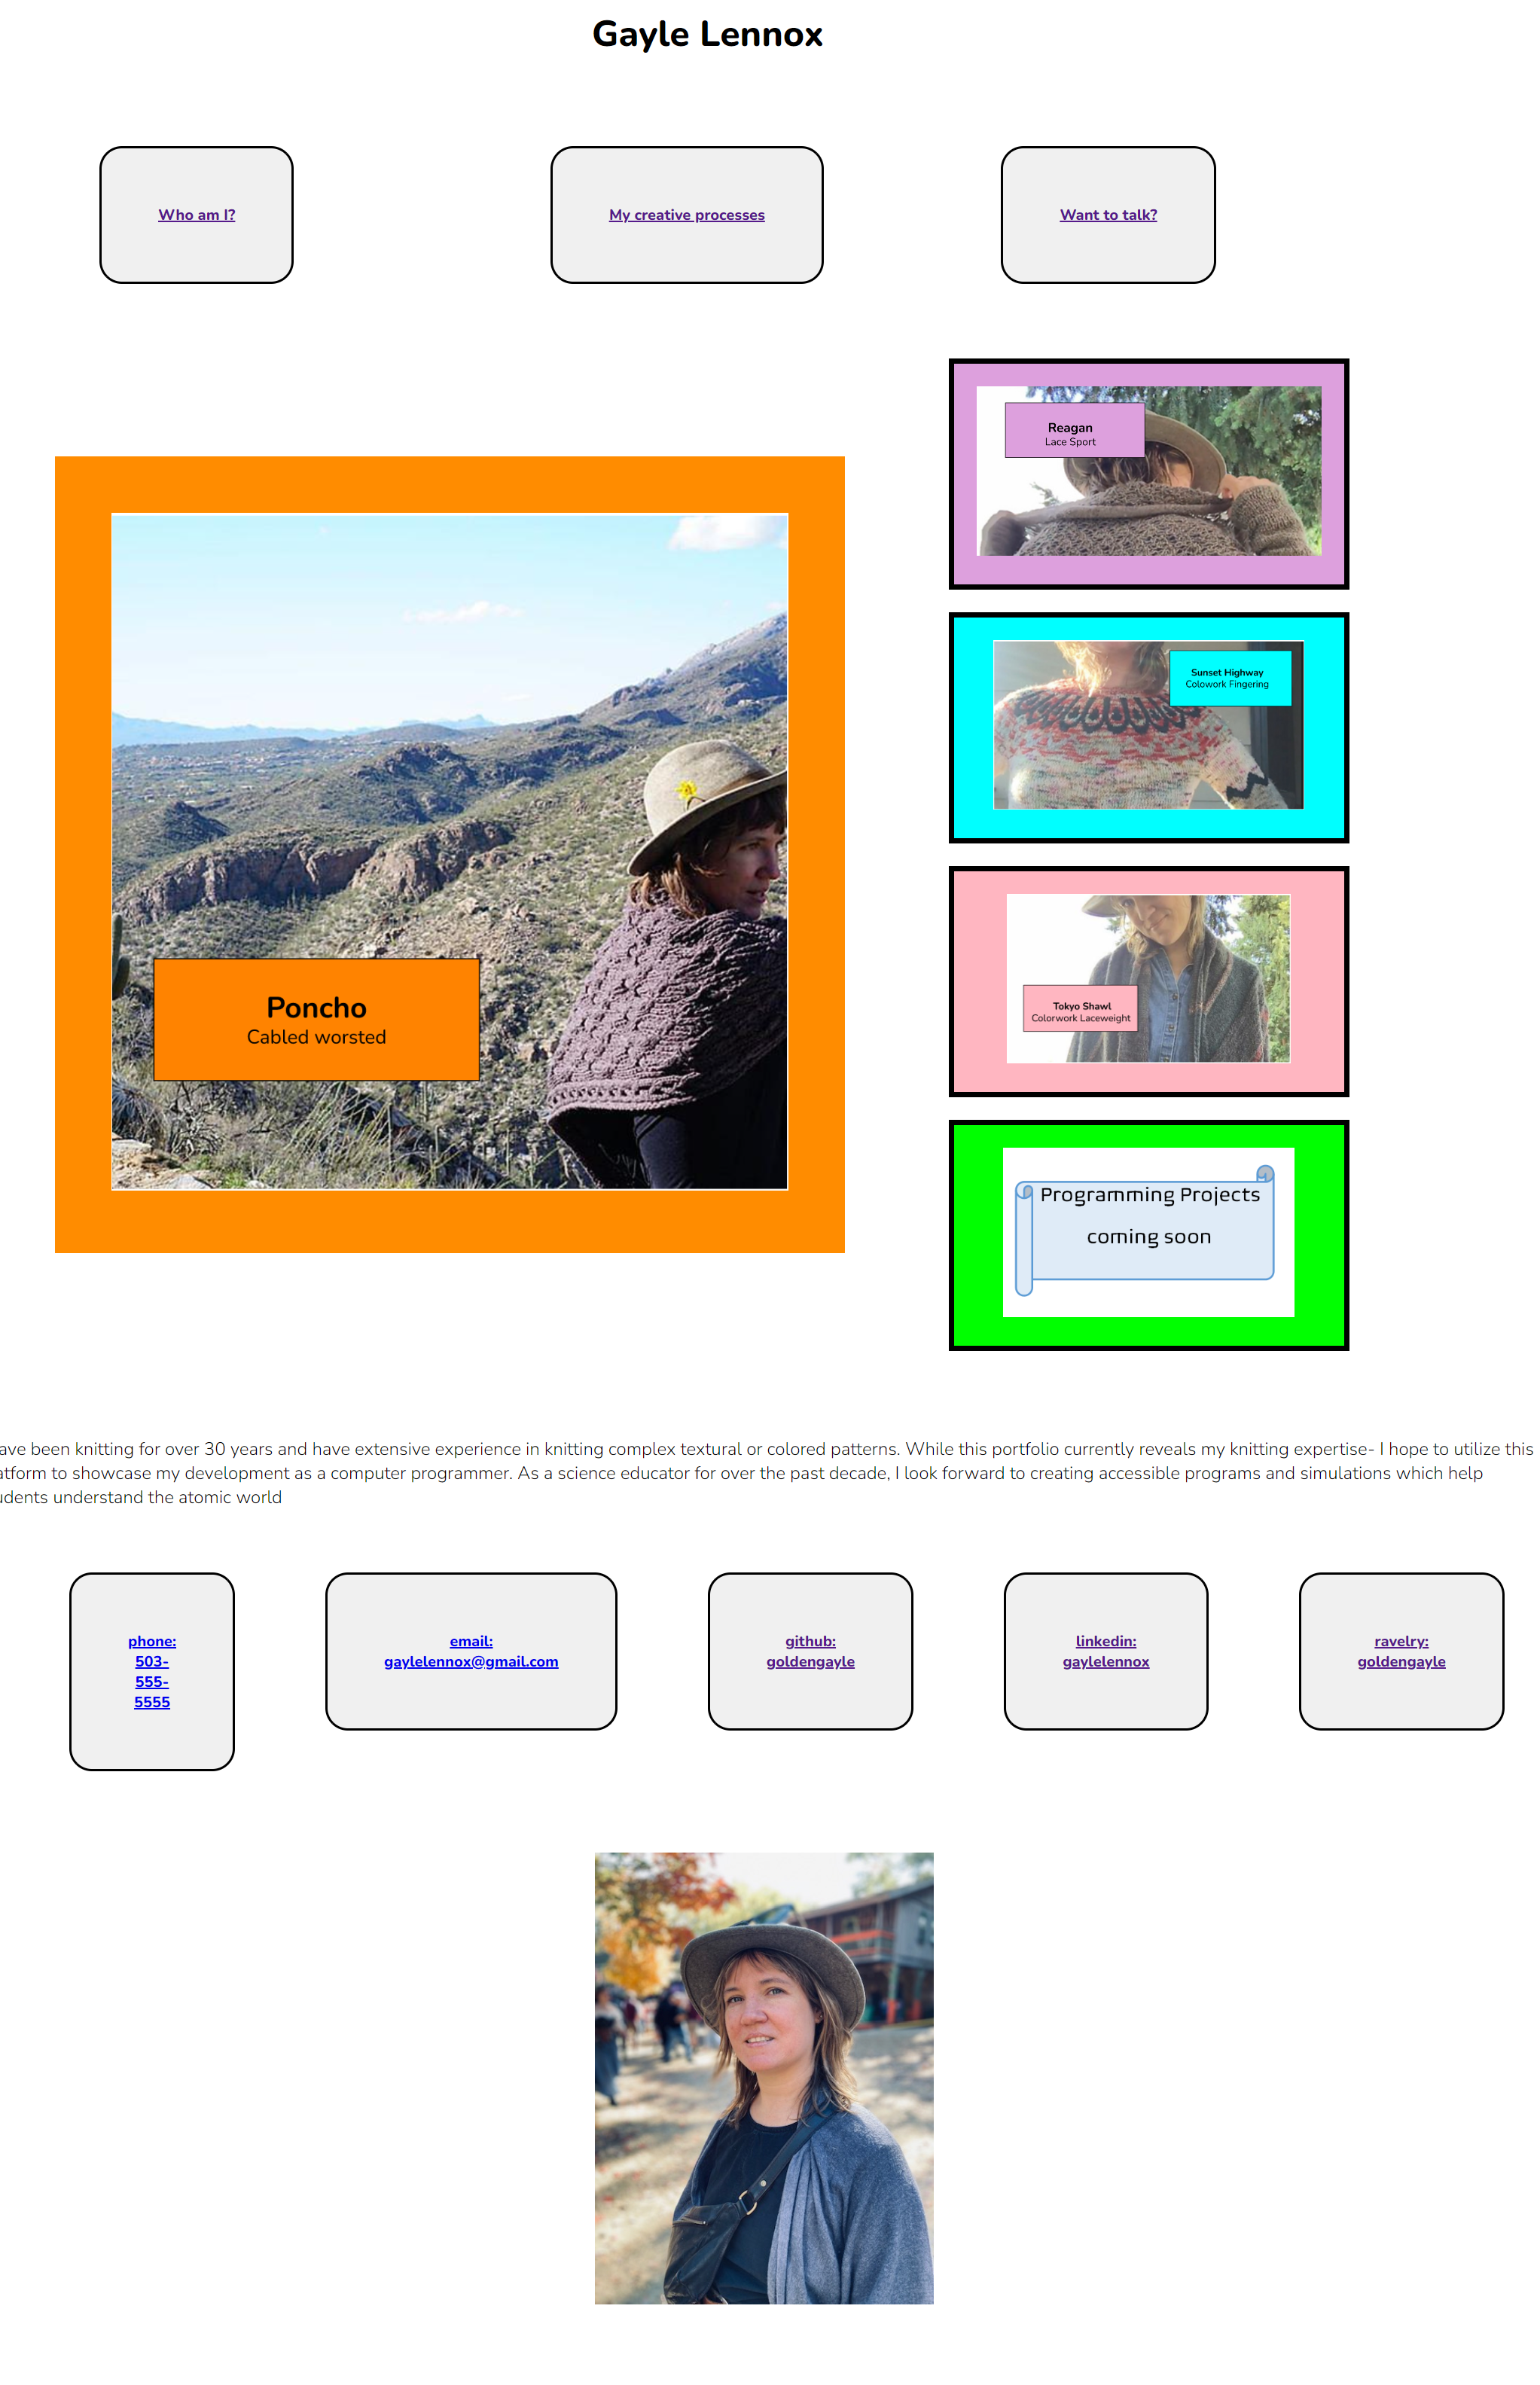 Gayle Lennox
Who am I?
My creative processes
Want to talk?
Poncho
Cabled worsted
Reagan
Lace Sport
Sunset Highway
Colowork Fingering
Tokyo Shawl
Colorwork Laceweight
Programming Projects
coming soon
ave been knitting for over 30 years and have extensive experience in knitting complex textural or colored patterns. While this portfolio currently reveals my knitting expertise- I hope to utilize this
atform to showcase my development as a computer programmer. As a science educator for over the past decade, I look forward to creating accessible programs and simulations which help
udents understand the atomic world
phone:
503-
555-
5555
email:
gaylelennox@gmail.com
github:
goldengayle
linkedin:
gaylelennox
ravelry:
goldengayle